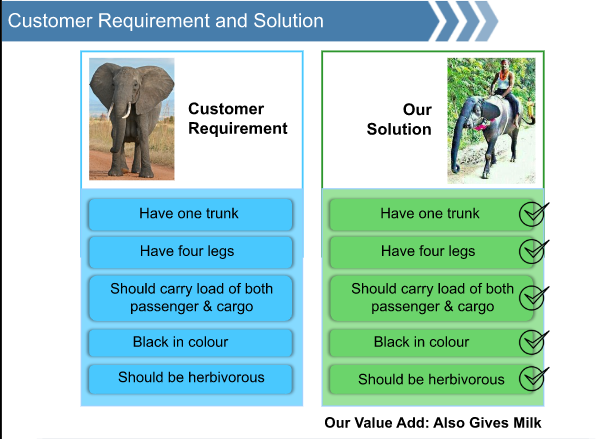 Customer Requirement and Solution
Customer
Requirement
Our
Solution
Have one trunk
Have four legs
Should carry load of both
passenger & cargo
Black in colour
Should be herbivorous
Have one trunk
Have four legs
Should carry load of both
passenger & cargo
Black in colour
Should be herbivorous
Our Value Add: Also Gives Milk